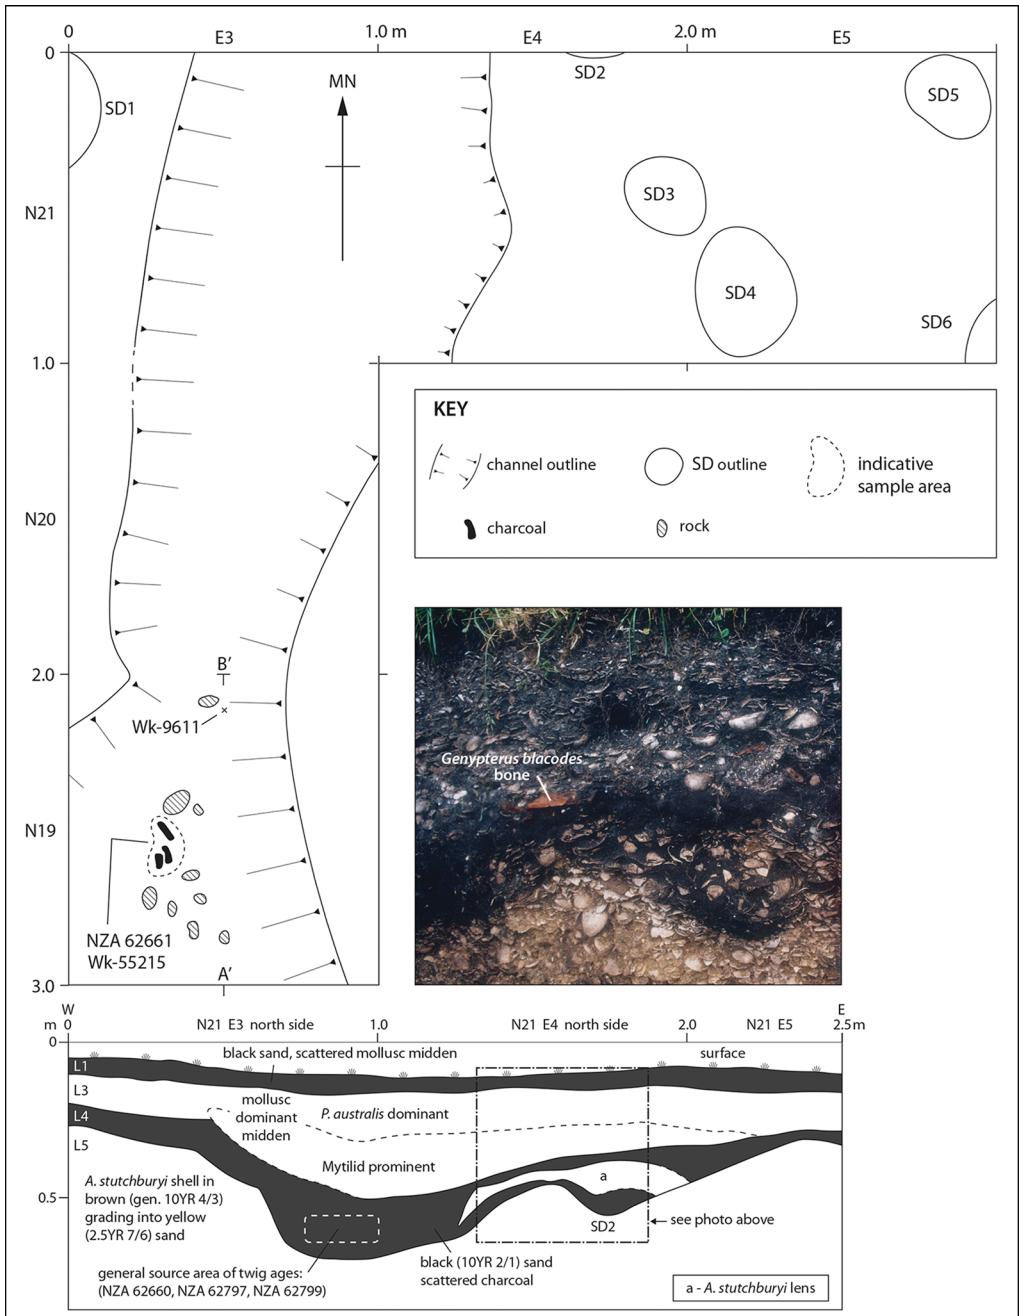 0
E3
1.0 m
E4
2.0 m
E5
0
MN
SD2
SD1
SD5
SD3
N21
SD4
SD6
1.0
KEY
channel outline
SD outline
indicative
sample area
charcoal
rock
N20
2.0
B′
Wk-9611
Genypterus blacodes
bone
N19
NZA 62661
Wk-55215
A′
3.0
W
E
m 0
N21 E3 north side
1.0
N21 E4 north side
2.0
N21 E5
2.5m
0
black sand, scattered mollusc midden
surface
L1
L3
mollusc
dominant
midden
P. australis dominant
L4
L5
Mytilid prominent
A. stutchburyi shell in
brown (gen. 10YR 4/3)
grading into yellow
(2.5YR 7/6) sand
a
0.5
SD2
see photo above
general source area of twig ages:
(NZA 62660, NZA 62797, NZA 62799)
black (10YR 2/1) sand
scattered charcoal
a - A. stutchburyi lens